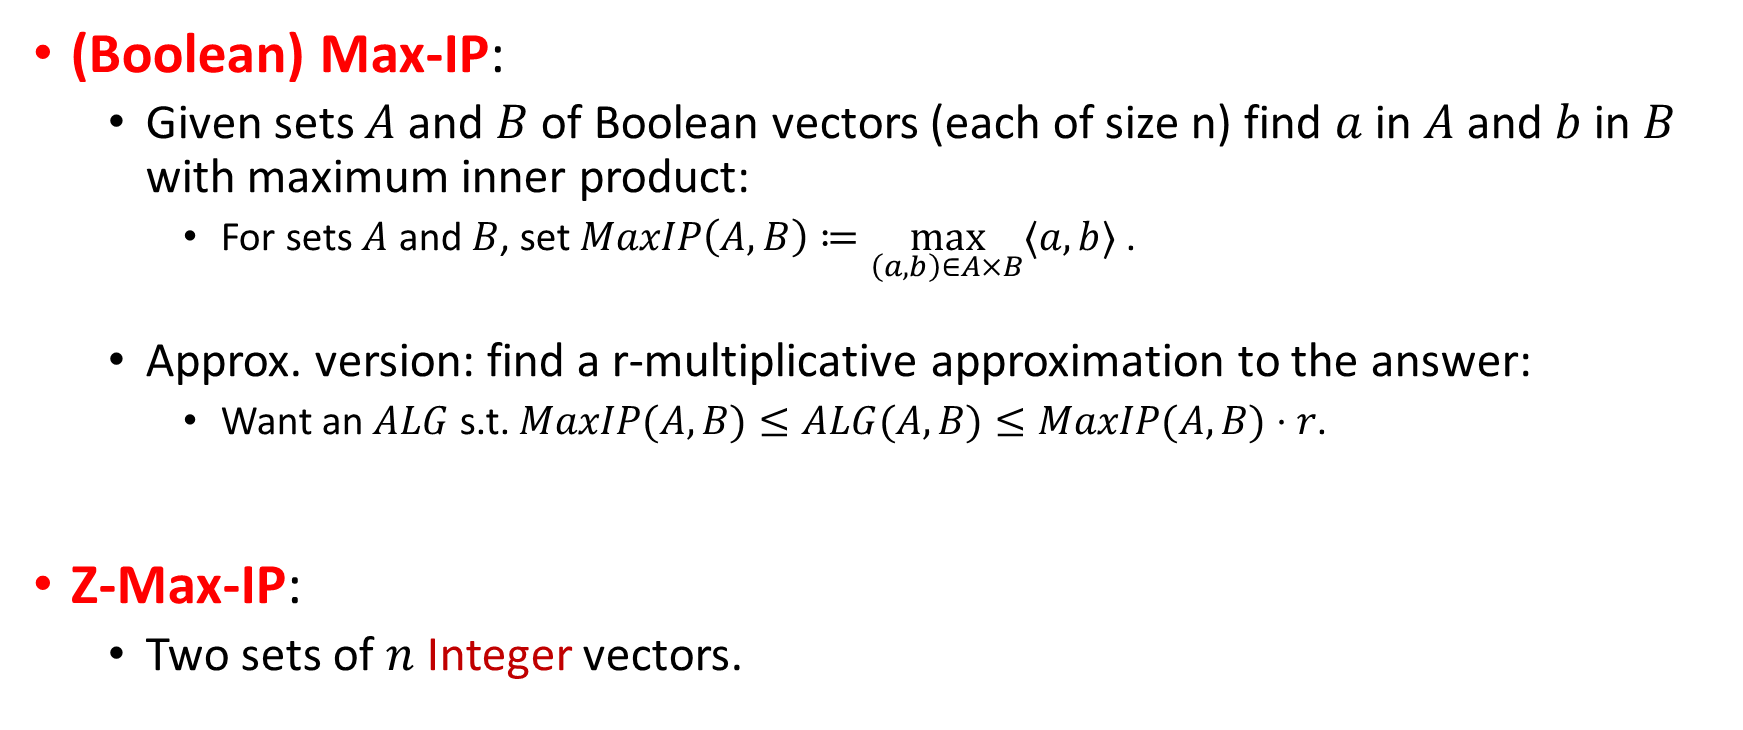 • (Boolean) Max-IP:
• Given sets A and B of Boolean vectors (each of size n) find a in A and b in B
with maximum inner product:
• For sets A and B, set MaxIP(A, B) ≔ max ⟨a, b⟩ .
(a,b)∈A×B
• Approx. version: find a r-multiplicative approximation to the answer:
• Want an ALG s.t. MaxIP(A, B) ≤ ALG(A, B) ≤ MaxIP(A, B) · r.
• Z-Max-IP:
• Two sets of n Integer vectors.